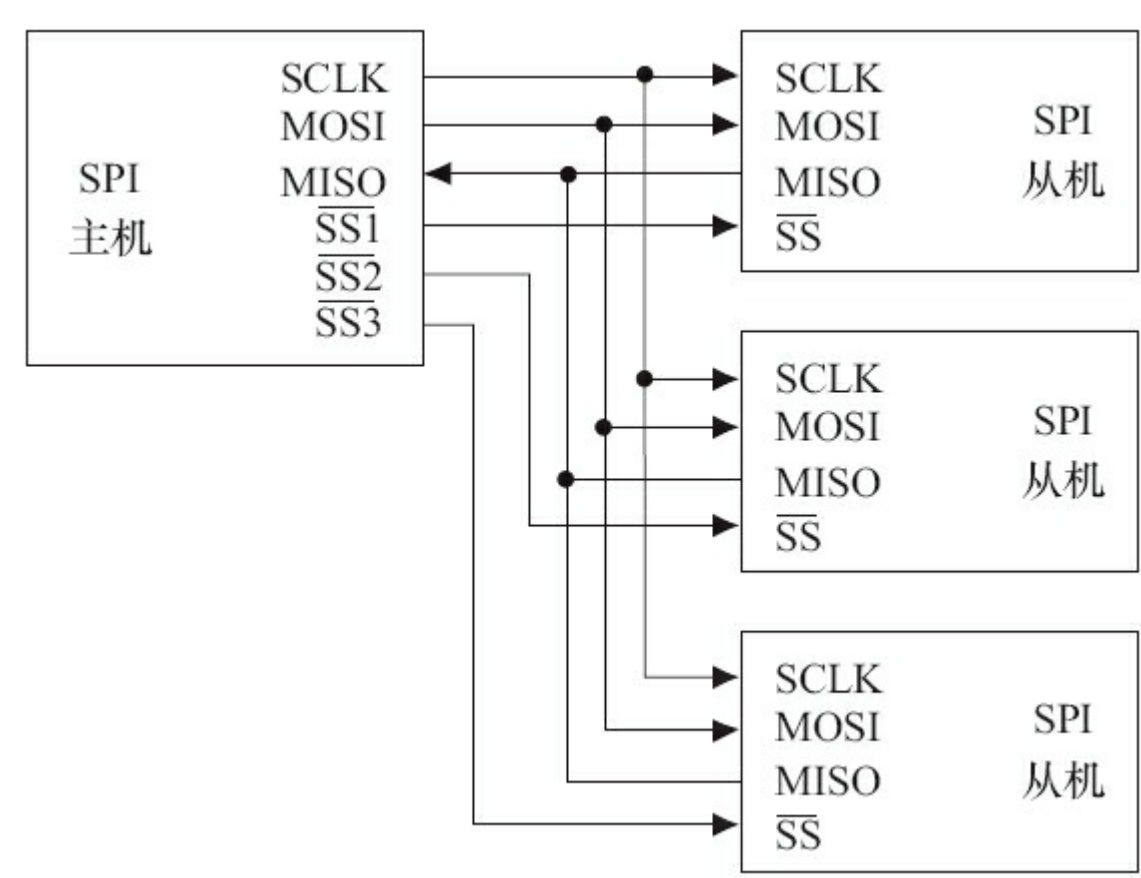 SCLK
MOSI
MISO
SS1
SS2
SS3
SPI
主机
SCLK
MOSI
MISO
SS
SPI
从机
SCLK
MOSI
MISO
SS
SPI
从机
SCLK
MOSI
MISO
SS
SPI
从机